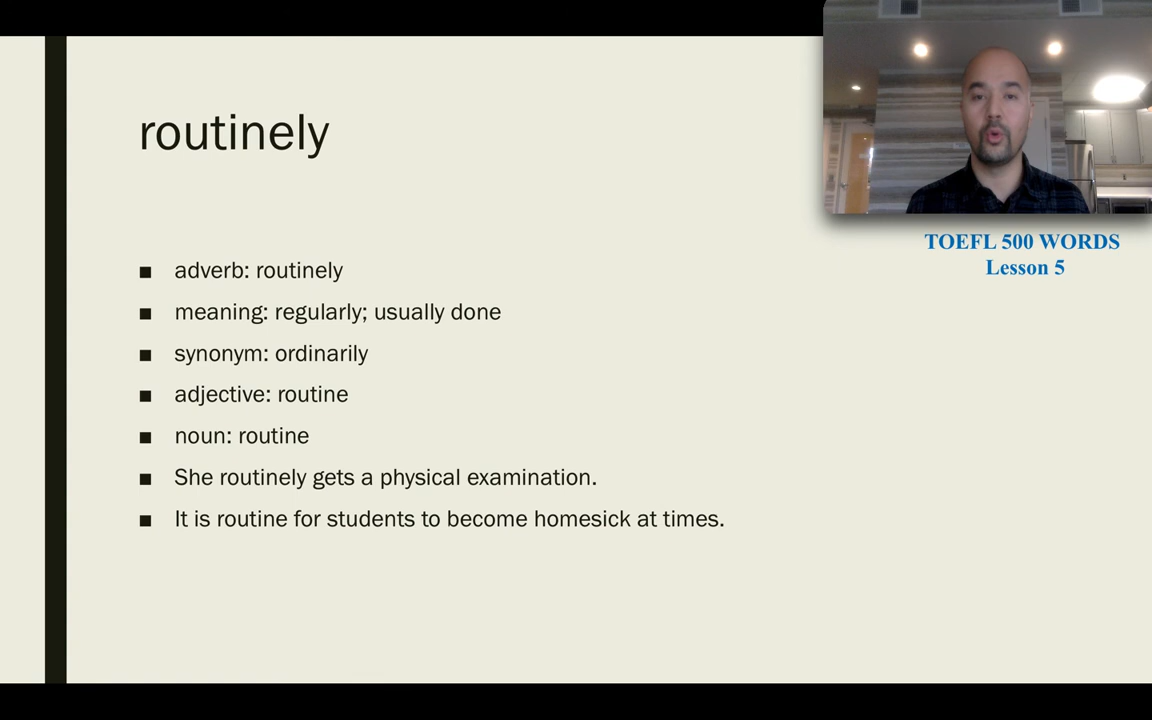 routinely
TOEFL 500 WORDS
Lesson 5
■ adverb: routinely
■ meaning: regularly; usually done
■ synonym: ordinarily
■ adjective: routine
■ noun: routine
■ She routinely gets a physical examination.
■ It is routine for students to become homesick at times.